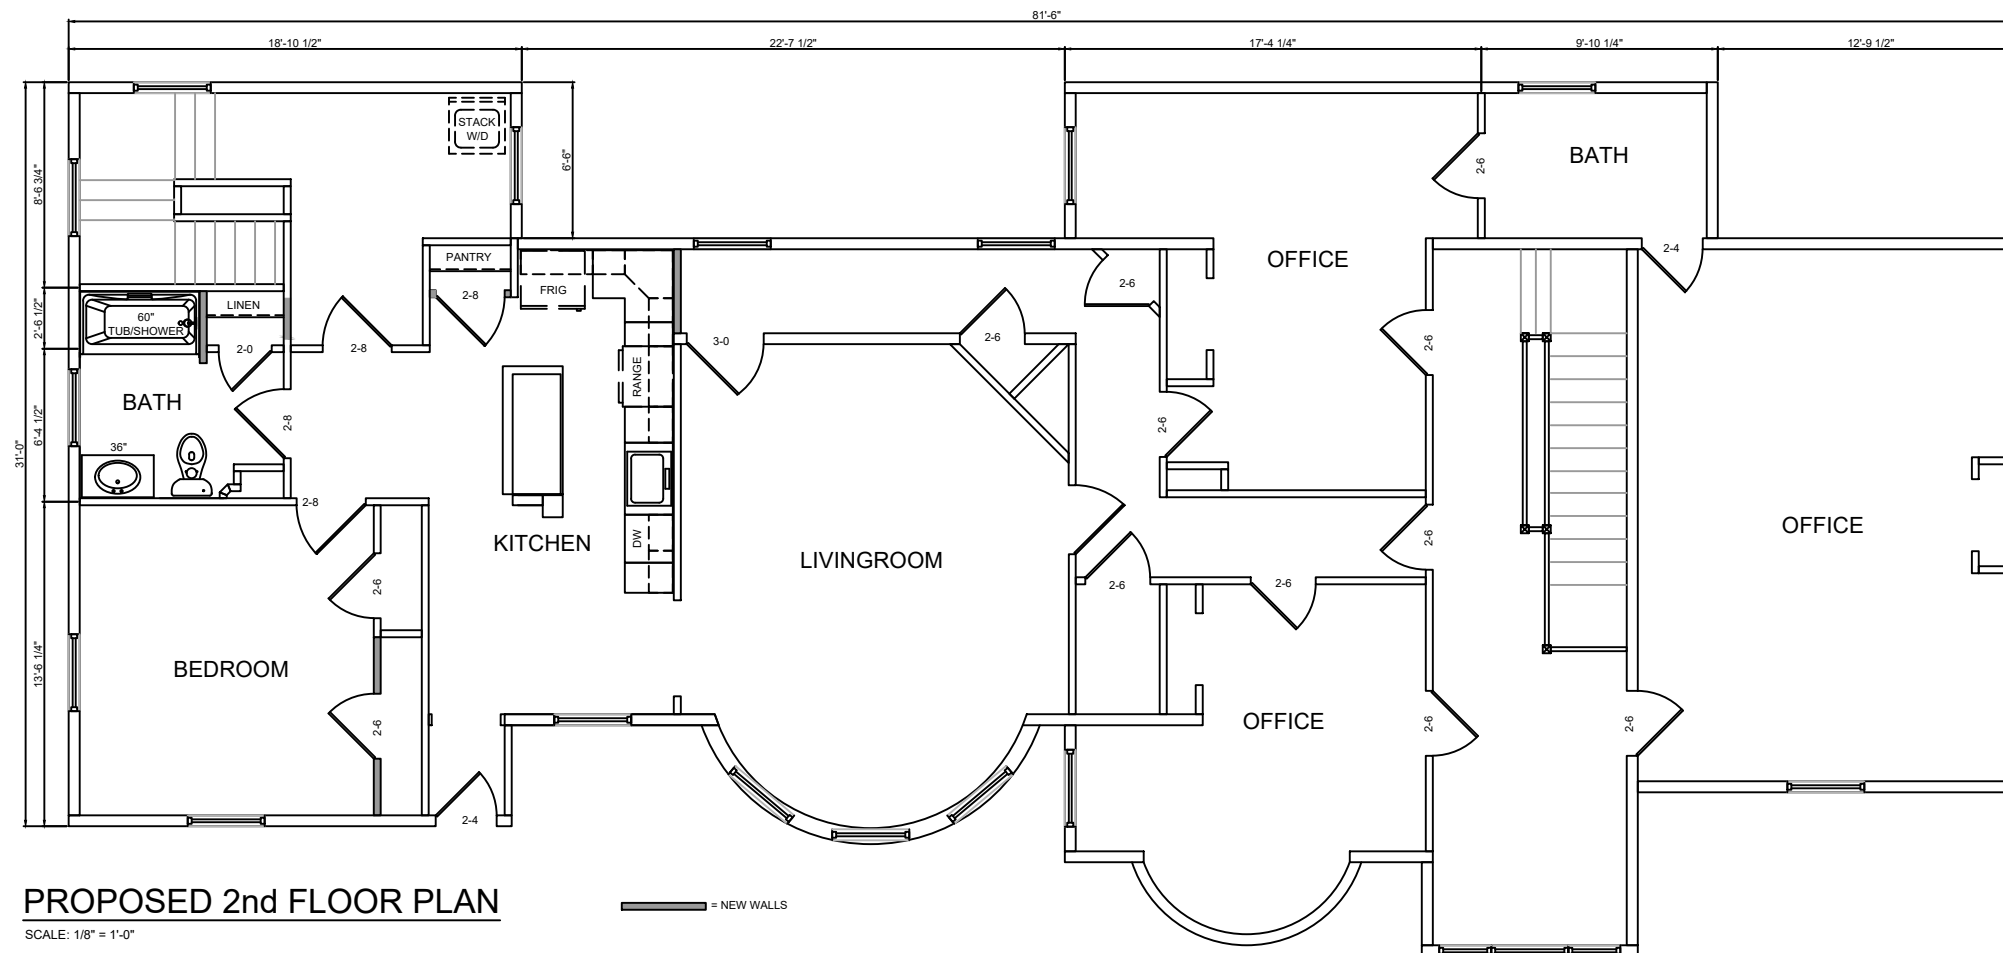 81'-6"
18'-10 1/2"
22'-7 1/2"
17'-4 1/4"
9'-10 1/4"
12'-9 1/2"
31'-0"
8'-6 3/4"
2'-6 1/2"
6'-4 1/2"
13'-6 1/4"
6'-6"
STACK
W/D
PANTRY
2-8
FRIG
LINEN
60"
TUB/SHOWER
2-0
2-8
BATH
2-8
36"
2-8
RANGE
DW
KITCHEN
BEDROOM
2-6
2-6
2-4
3-0
2-6
2-6
LIVINGROOM
2-6
2-6
OFFICE
2-6
BATH
2-4
2-6
2-6
2-6
OFFICE
2-6
OFFICE
2-6
PROPOSED 2nd FLOOR PLAN
SCALE: 1/8" = 1'-0"
= NEW WALLS